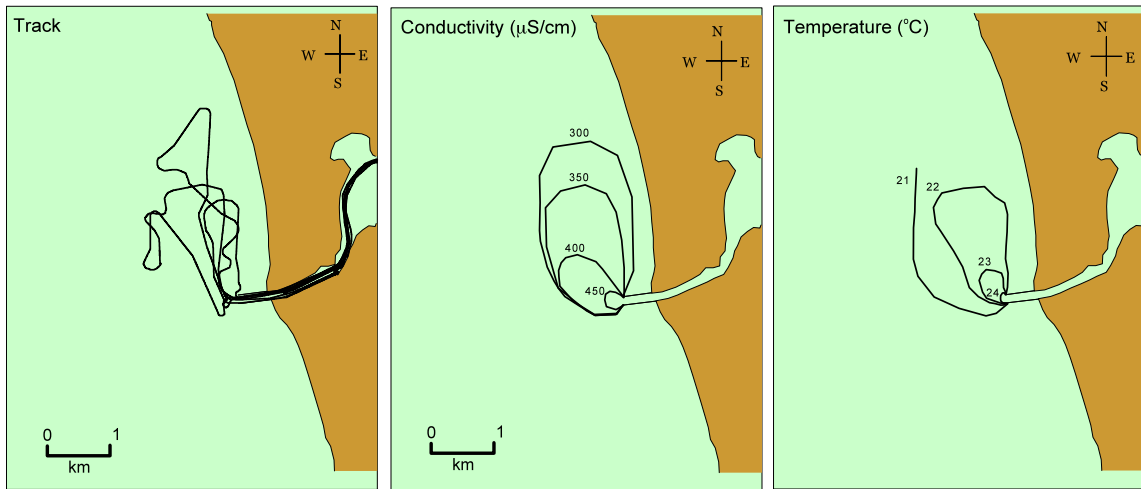 Track
N
W E
S
0 1
km
Conductivity (μS/cm)
N
W E
S
300
350
400
450
0 1
km
Temperature (°C)
N
W E
S
21 22
23
24